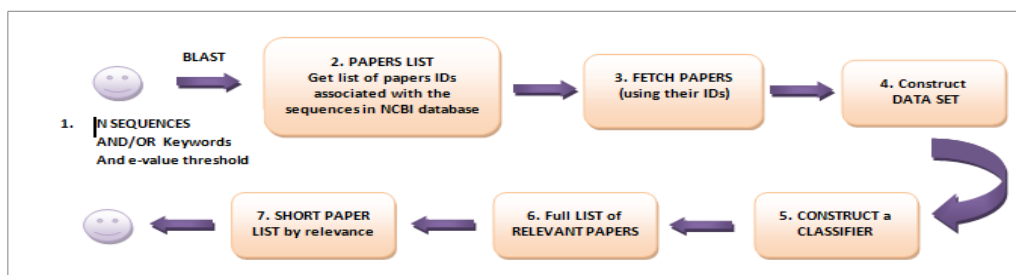 BLAST
1. N SEQUENCES
AND/OR Keywords
And e-value threshold
2. PAPERS LIST
Get list of papers IDs
associated with the
sequences in NCBI database
3. FETCH PAPERS
(using their IDs)
4. Construct
DATA SET
5. CONSTRUCT a
CLASSIFIER
6. Full LIST of
RELEVANT PAPERS
7. SHORT PAPER
LIST by relevance